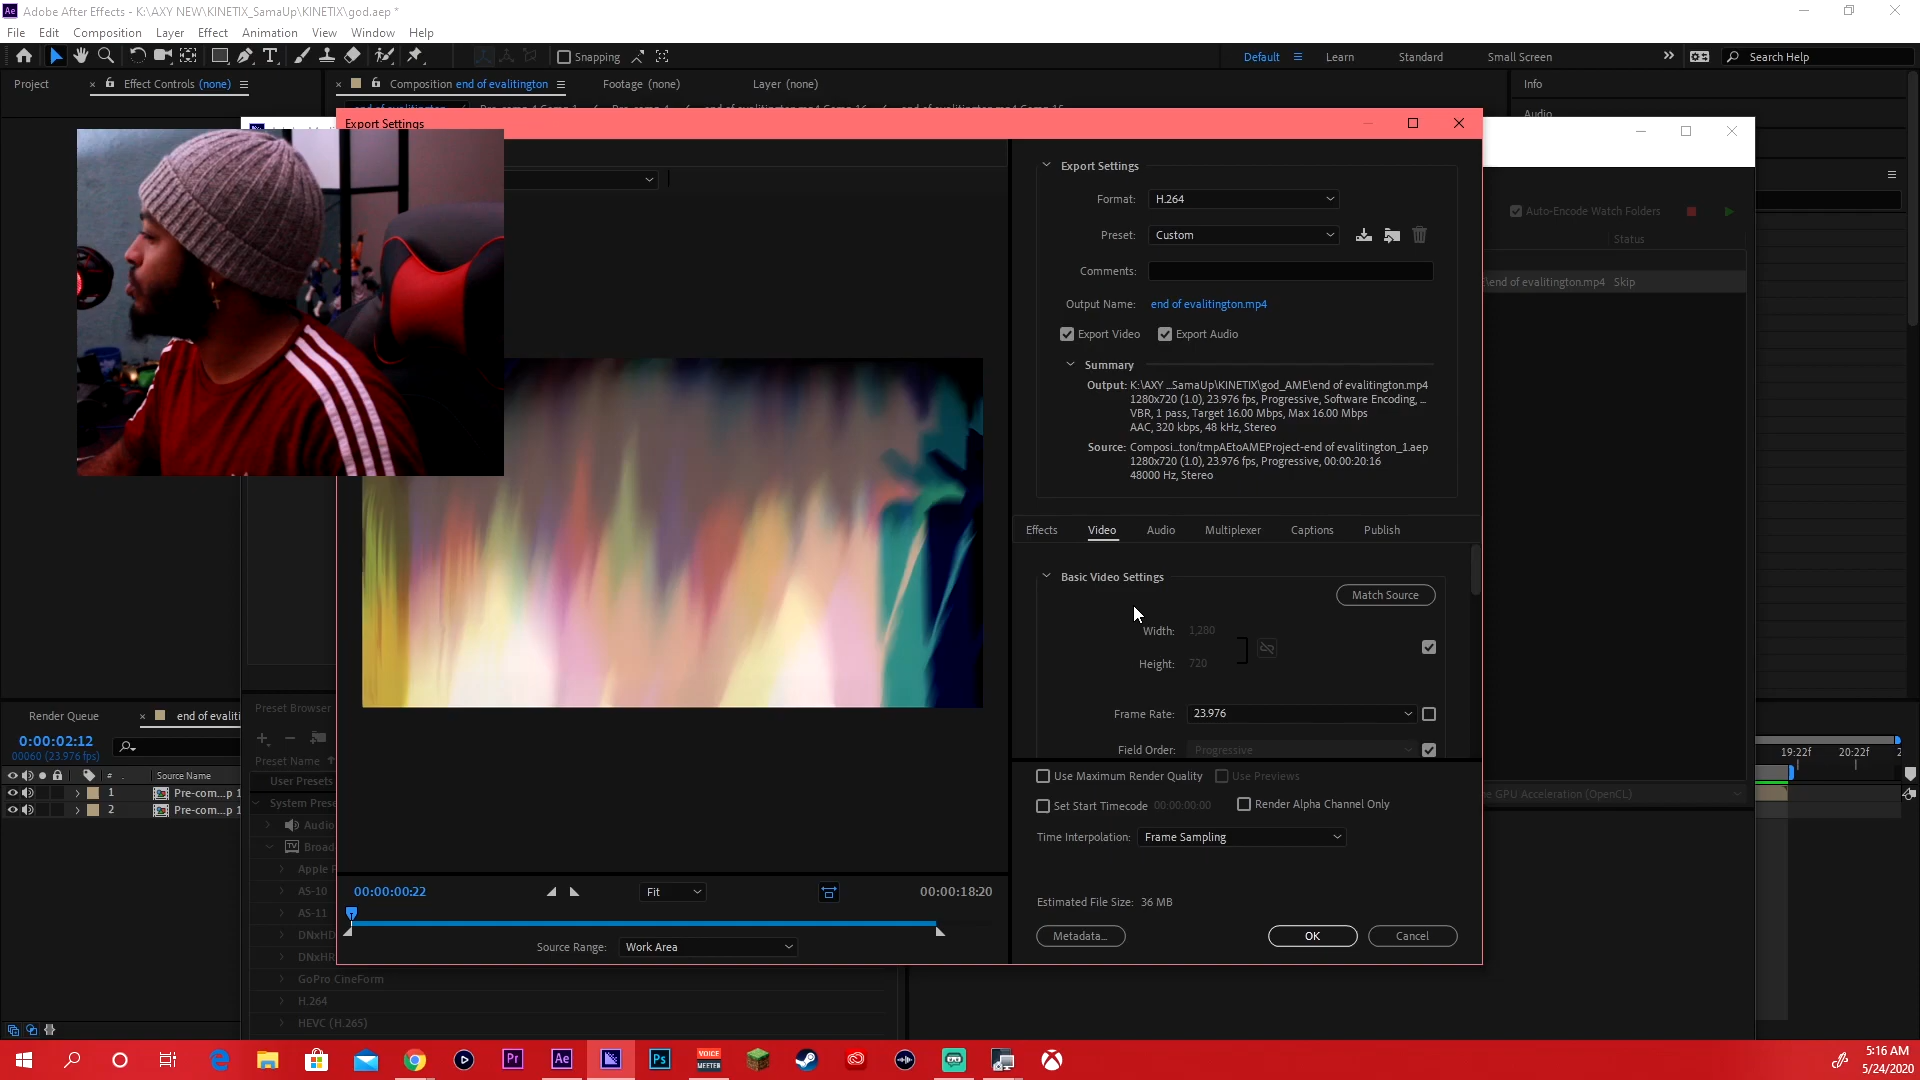 Ae Adobe After Effects - K:\AXY NEW\KINETIX_SamaUp\KINETIX\god.aep *
File Edit Composition Layer Effect Animation View Window Help
Snapping Default Learn Standard Small Screen Search Help
Project Effect Controls (none) Composition end of evalitington Footage (none) Layer (none) Info
Audio
Export Settings
Export Settings
Format: H.264
Preset: Custom
Comments:
Output Name: end of evalitington.mp4
Export Video Export Audio
Summary
Output: K:\AXY ...SamaUp\KINETIX\god_AME\end of evalitington.mp4
1280x720 (1.0), 23.976 fps, Progressive, Software Encoding, ...
VBR, 1 pass, Target 16.00 Mbps, Max 16.00 Mbps
AAC, 320 kbps, 48 kHz, Stereo
Source: Composi...ton/tmpAEtoAMEProject-end of evalitington_1.aep
1280x720 (1.0), 23.976 fps, Progressive, 00:00:20:16
48000 Hz, Stereo
Effects Video Audio Multiplexer Captions Publish
Basic Video Settings
Match Source
Width: 1,280
Height: 720
Frame Rate: 23.976
Field Order: Progressive
Use Maximum Render Quality Use Previews
Set Start Timecode 00:00:00:00 Render Alpha Channel Only
Time Interpolation: Frame Sampling
Estimated File Size: 36 MB
Metadata... OK Cancel
00:00:00:22 Fit 00:00:18:20
Source Range: Work Area
Auto-Encode Watch Folders
Status
end of evalitington.mp4 Skip
GPU Acceleration (OpenCL)
19:22f 20:22f
Render Queue end of evaliti
0:00:02:12
00060 (23.976 fps)
# Source Name
1 Pre-com...p 1
2 Pre-com...p 1
Preset Browser
Preset Name
User Presets
System Prese
Audio
Broad
Apple P
AS-10
AS-11
DNxHD
DNxHR
GoPro CineForm
H.264
HEVC (H.265)
Pr Ae Ps VOICE MEETER
5:16 AM
5/24/2020